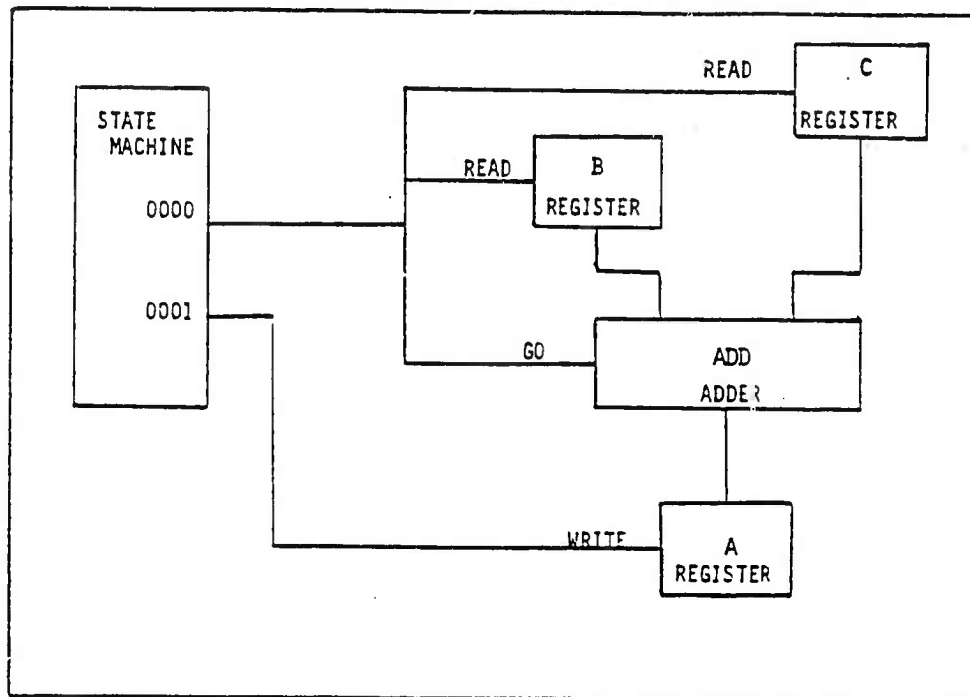 READ
C
REGISTER
STATE
MACHINE
READ
B
REGISTER
0000
0001
GO
ADD
ADDER
WRITE
A
REGISTER